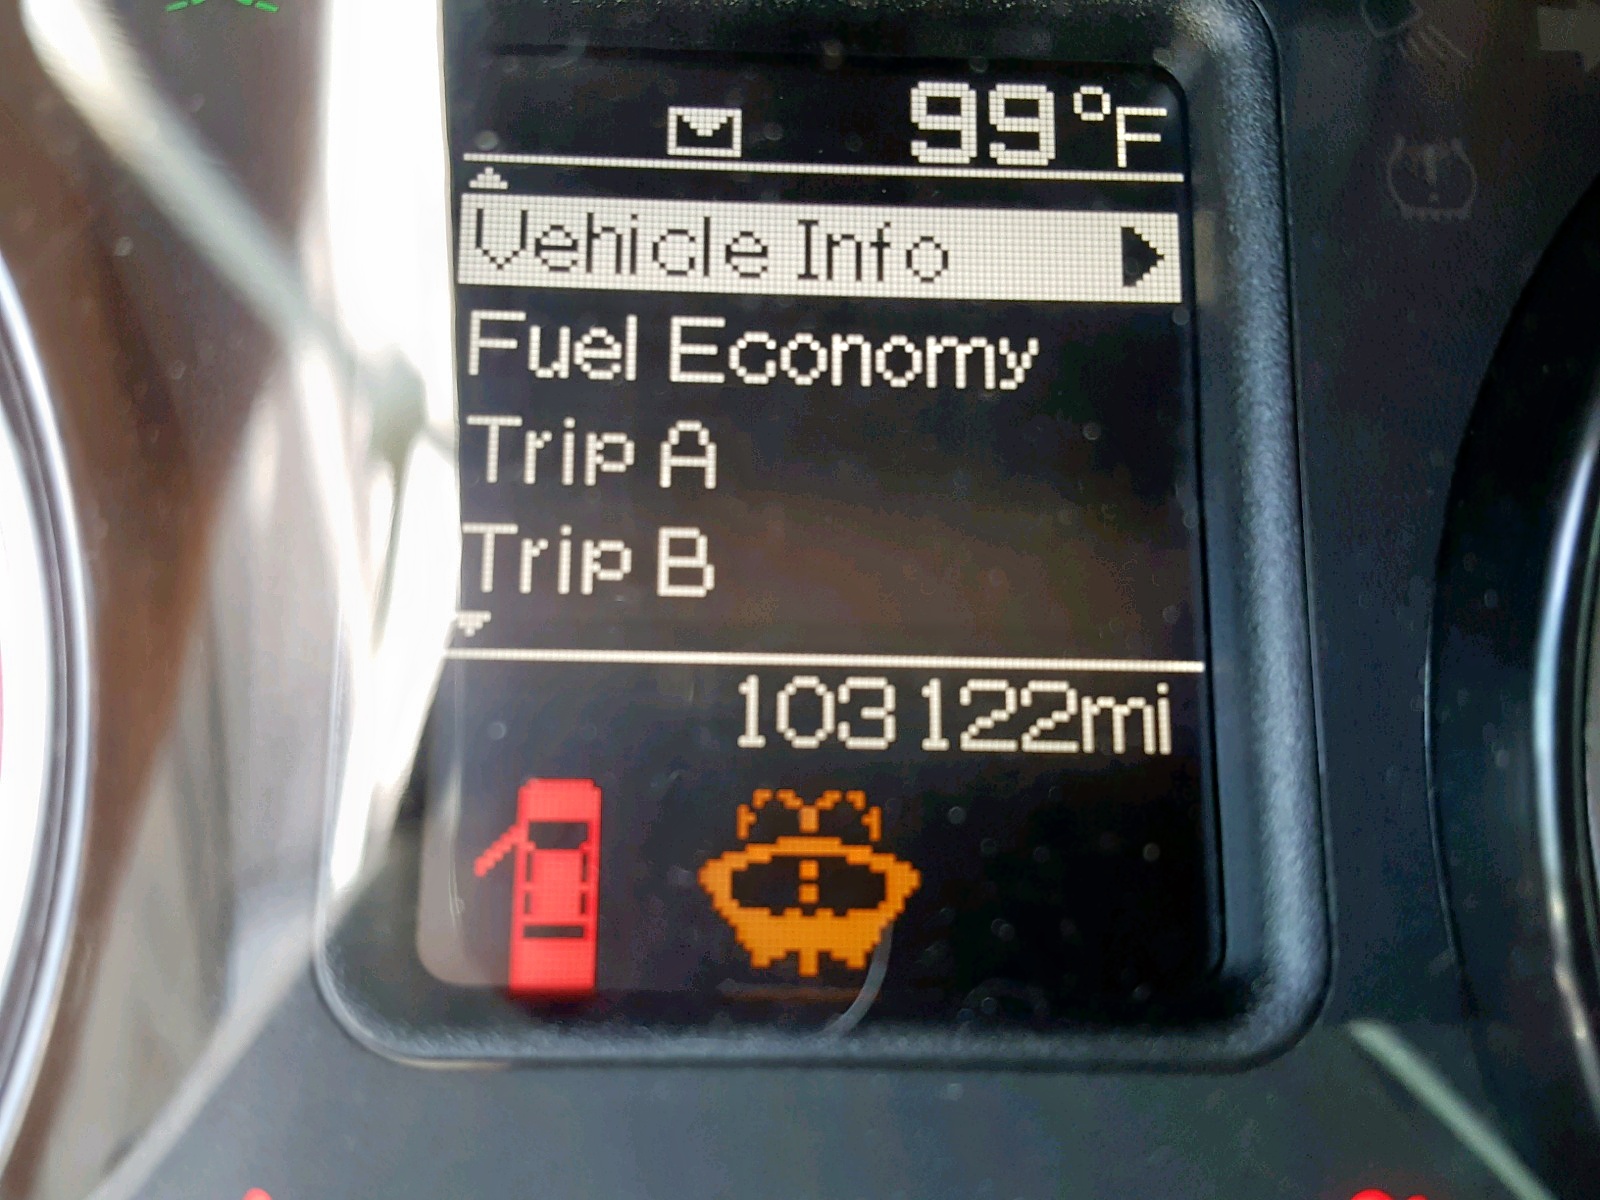 99°F
Vehicle Info
Fuel Economy
Trip A
Trip B
103122mi